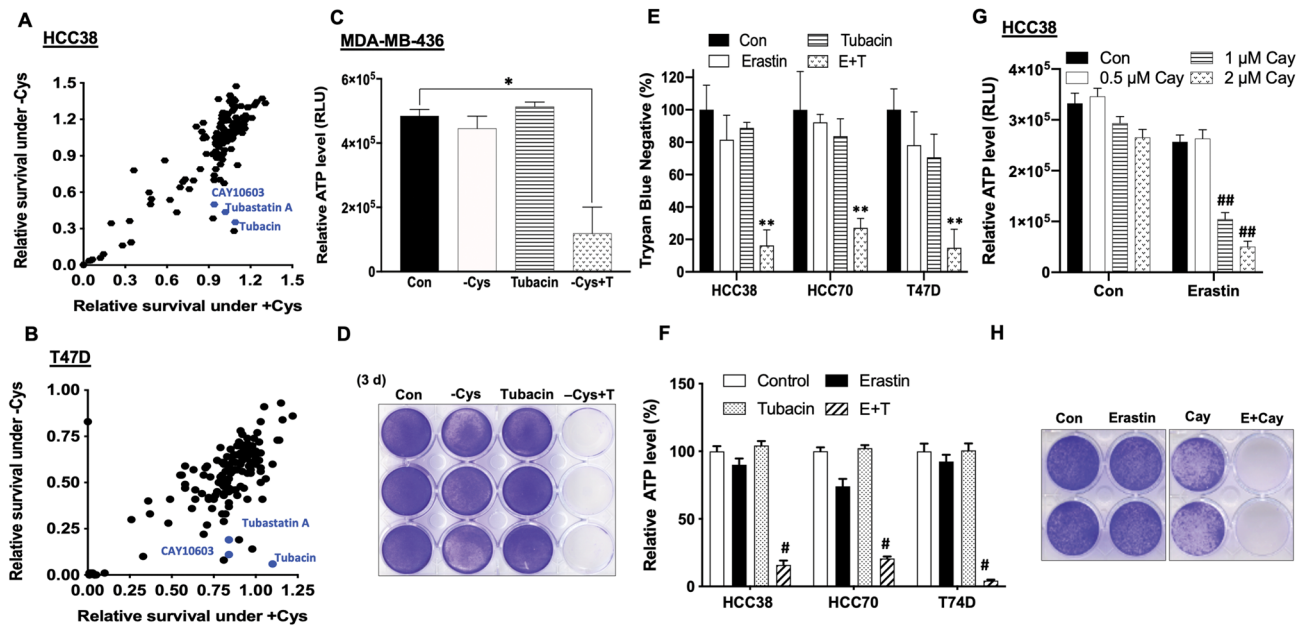 A
HCC38
Relative survival under -Cys
1.5
1.2
0.9
0.6
0.3
0.0
CAY10603
Tubastatin A
Tubacin
0.0 0.3 0.6 0.9 1.2 1.5
Relative survival under +Cys
B
T47D
Relative survival under -Cys
1.00
0.75
0.50
0.25
0.00
Tubastatin A
CAY10603
Tubacin
0.00 0.25 0.50 0.75 1.00 1.25
Relative survival under +Cys
C
MDA-MB-436
Relative ATP level (RLU)
6×10⁵
4×10⁵
2×10⁵
0
*
Con -Cys Tubacin -Cys+T
D
(3 d)
Con -Cys Tubacin –Cys+T
E
Con Tubacin
Erastin E+T
Trypan Blue Negative (%)
120
100
80
60
40
20
0
** ** **
HCC38 HCC70 T47D
F
Control Erastin
Tubacin E+T
Relative ATP level (%)
150
100
50
0
# # #
HCC38 HCC70 T74D
G
HCC38
Con 1 µM Cay
0.5 µM Cay 2 µM Cay
Relative ATP level (RLU)
4×10⁵
3×10⁵
2×10⁵
1×10⁵
0
## ##
Con Erastin
H
Con Erastin Cay E+Cay